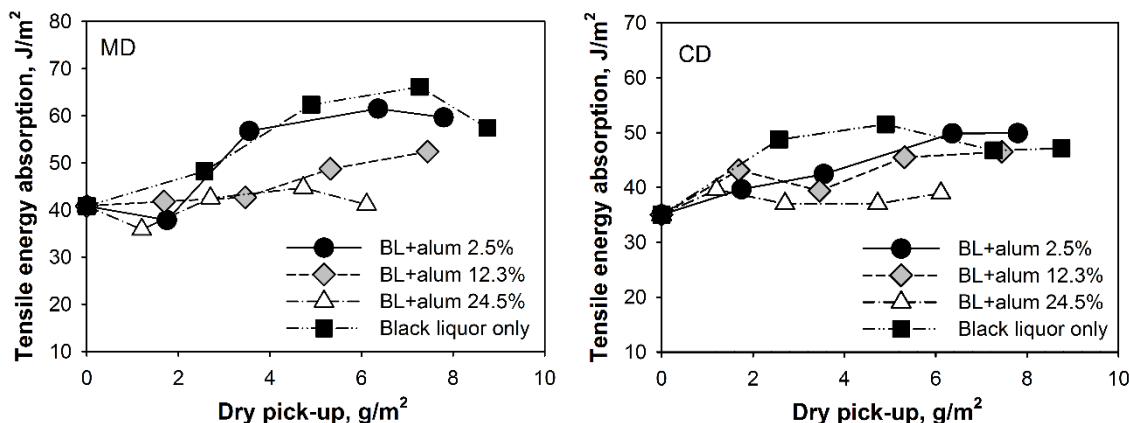 MD
Tensile energy absorption, J/m²
80
70
60
50
40
30
20
10
0
2
4
6
8
10
Dry pick-up, g/m²
BL+alum 2.5%
BL+alum 12.3%
BL+alum 24.5%
Black liquor only
CD
Tensile energy absorption, J/m²
70
60
50
40
30
20
10
0
2
4
6
8
10
Dry pick-up, g/m²
BL+alum 2.5%
BL+alum 12.3%
BL+alum 24.5%
Black liquor only